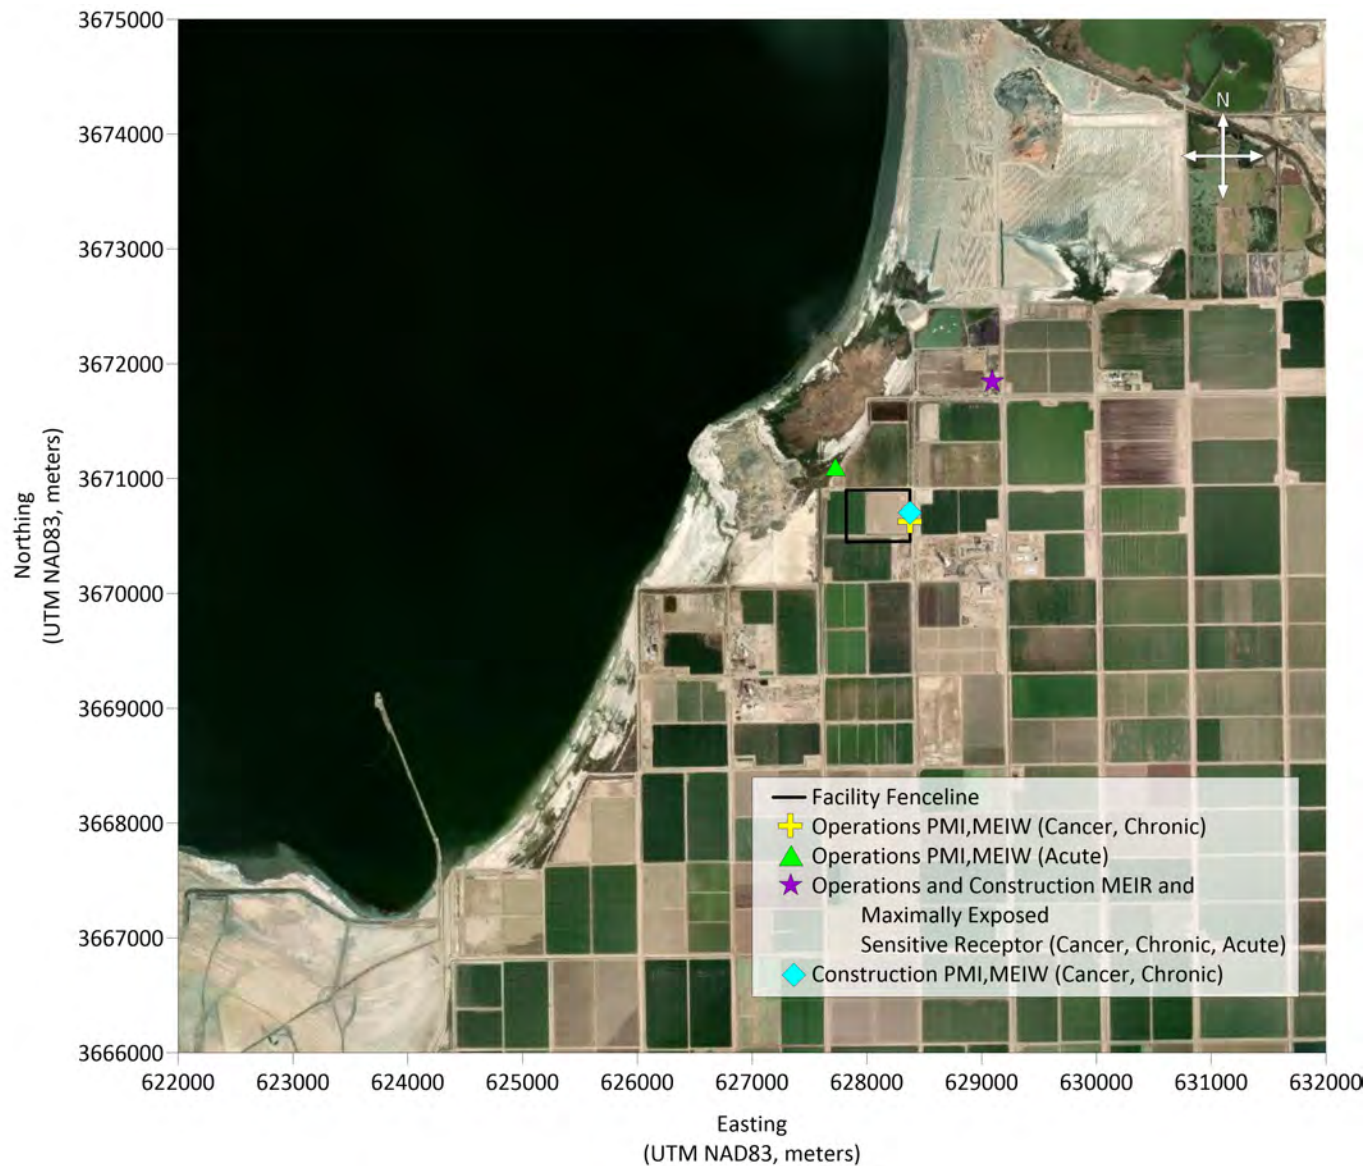 3675000
3674000
3673000
3672000
3671000
3670000
3669000
3668000
3667000
3666000
Northing
(UTM NAD83, meters)
N
Facility Fenceline
Operations PMI,MEIW (Cancer, Chronic)
Operations PMI,MEIW (Acute)
Operations and Construction MEIR and
Maximally Exposed
Sensitive Receptor (Cancer, Chronic, Acute)
Construction PMI,MEIW (Cancer, Chronic)
622000 623000 624000 625000 626000 627000 628000 629000 630000 631000 632000
Easting
(UTM NAD83, meters)